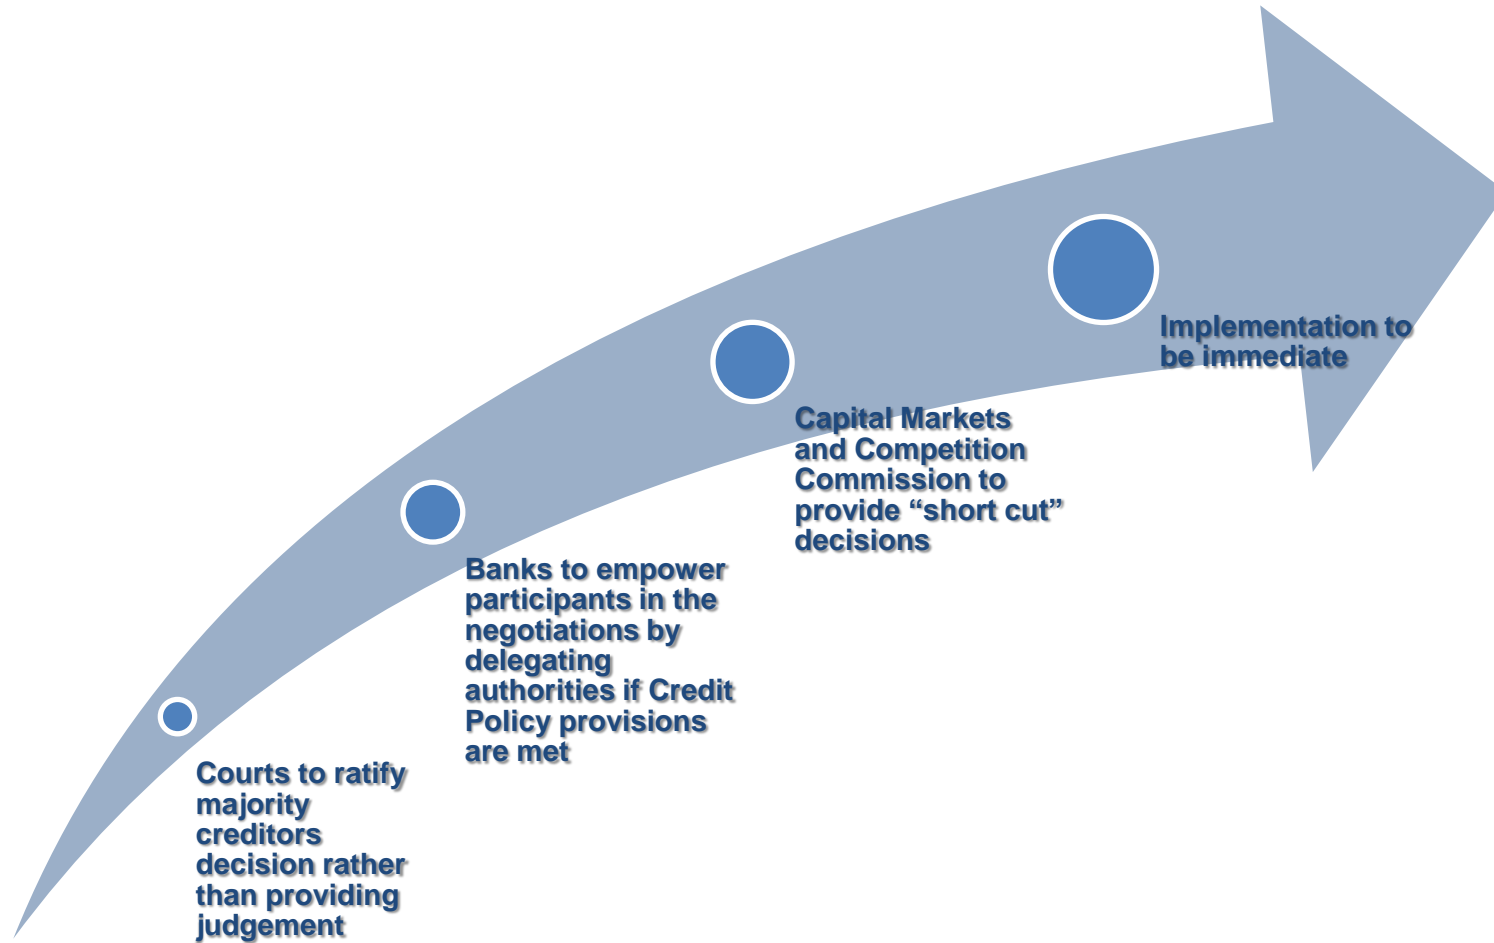 Courts to ratify
majority
creditors
decision rather
than providing
judgement
Banks to empower
participants in the
negotiations by
delegating
authorities if Credit
Policy provisions
are met
Capital Markets
and Competition
Commission to
provide “short cut”
decisions
Implementation to
be immediate